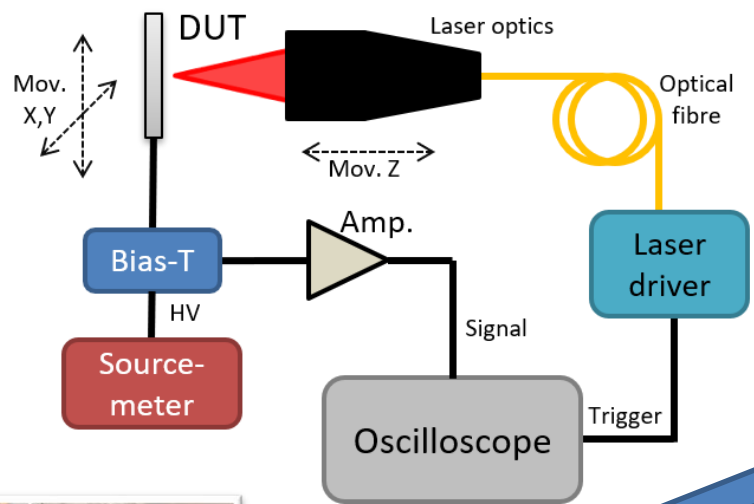 DUT
Laser optics
Mov.
X,Y
Optical
fibre
Mov. Z
Amp.
Bias-T
Laser
driver
HV
Signal
Source-
meter
Trigger
Oscilloscope